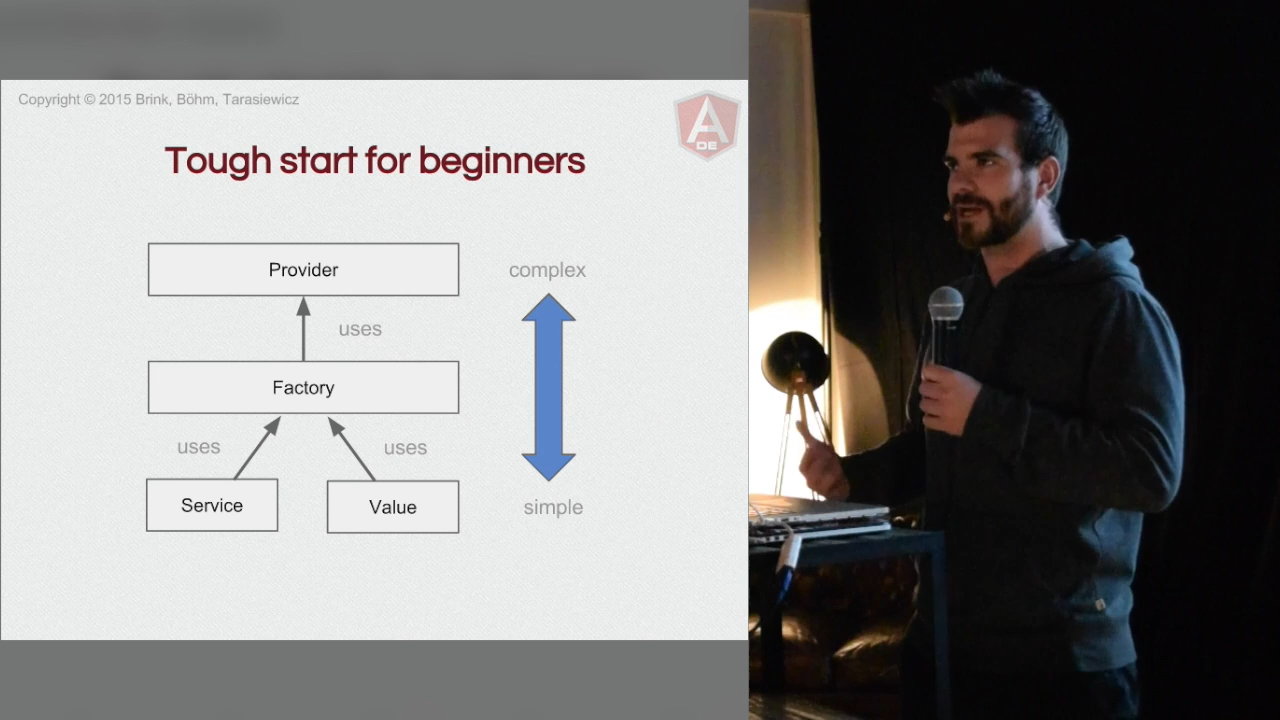 Copyright © 2015 Brink, Böhm, Tarasiewicz
A
DE
Tough start for beginners
Provider
complex
uses
Factory
uses
uses
Service
Value
simple